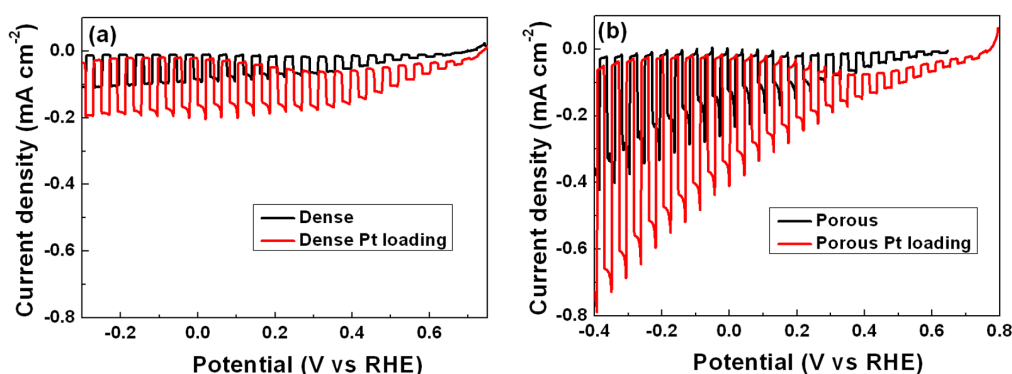 (a)
0.0
-0.2
-0.4
-0.6
-0.8
Current density (mA cm-2)
Dense
Dense Pt loading
0.0 0.2 0.4 0.6
Potential (V vs RHE)
(b)
0.0
-0.2
-0.4
-0.6
-0.8
Current density (mA cm-2)
Porous
Porous Pt loading
-0.4 -0.2 0.0 0.2 0.4 0.6 0.8
Potential (V vs RHE)